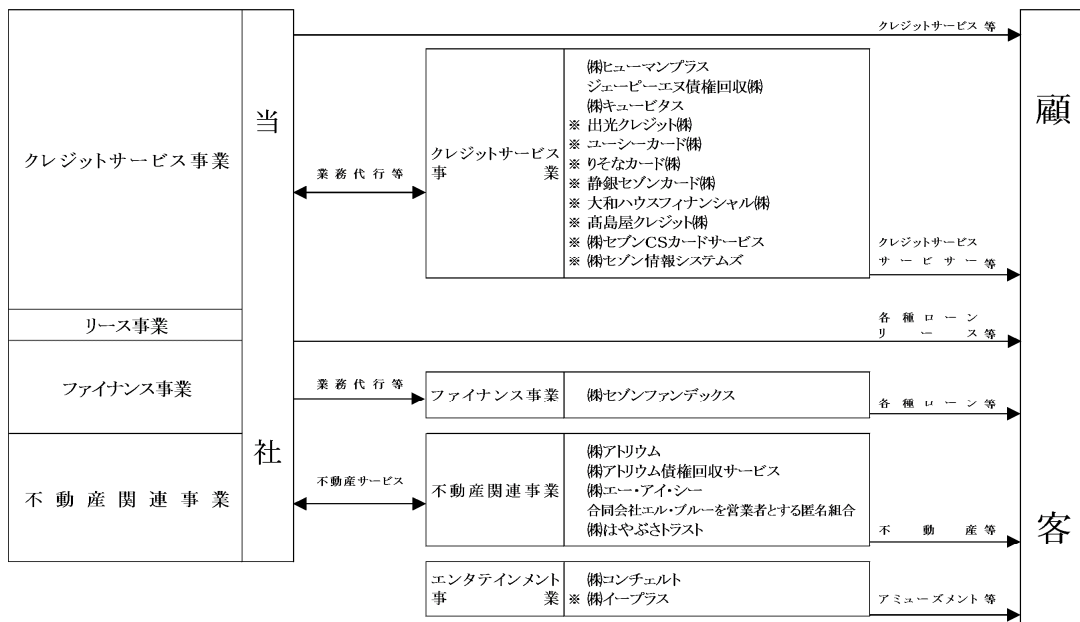 クレジットサービス事業
リース事業
ファイナンス事業
不動産関連事業
当
社
業務代行等
業務代行等
不動産サービス
クレジットサービス
事業
㈱ヒューマンプラス
ジェーピーエヌ債権回収㈱
㈱キュービタス
※ 出光クレジット㈱
※ ユーシーカード㈱
※ りそなカード㈱
※ 静銀セゾンカード㈱
※ 大和ハウスフィナンシャル㈱
※ 髙島屋クレジット㈱
※ ㈱セブンCSカードサービス
※ ㈱セゾン情報システムズ
ファイナンス事業
㈱セゾンファンデックス
不動産関連事業
㈱アトリウム
㈱アトリウム債権回収サービス
㈱エー・アイ・シー
合同会社エル・ブルーを営業者とする匿名組合
㈱はやぶさトラスト
エンタテインメント
事業
㈱コンチェルト
※ ㈱イープラス
クレジットサービス等
クレジットサービス
サービサー等
各種ローン
リース等
各種ローン等
不動産等
アミューズメント等
顧
客